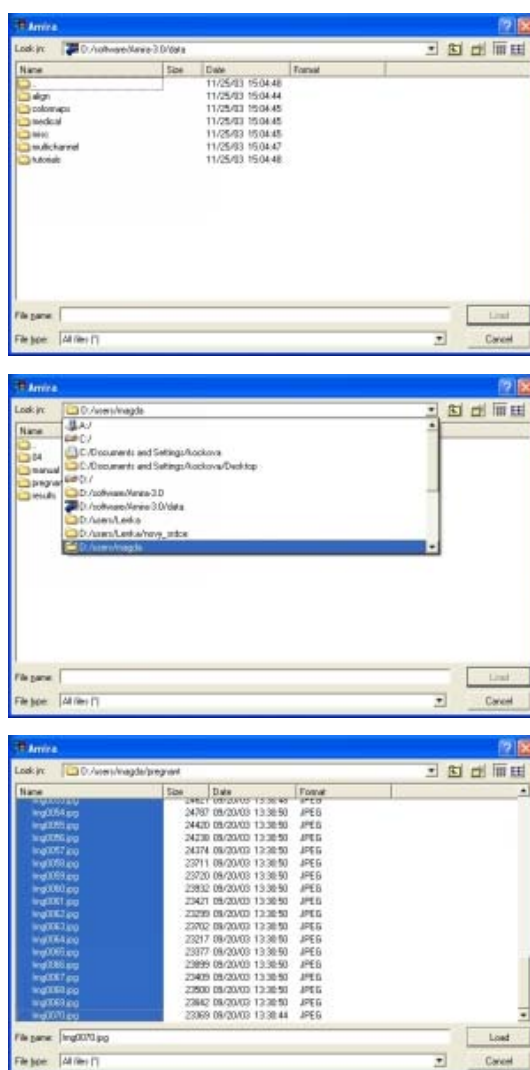 Amira
Look in: D:/software/Amira-3.0/data
Name Size Date Format
.. 11/25/03 15:04:48
align 11/25/03 15:04:44
colormaps 11/25/03 15:04:45
medical 11/25/03 15:04:45
misc 11/25/03 15:04:45
multichannel 11/25/03 15:04:47
tutorials 11/25/03 15:04:48
File name: Load
File type: All files (*) Cancel
Amira
Look in: D:/users/magda
Name
A:/
.. C:/
04 C:/Documents and Settings/kockova
manual C:/Documents and Settings/kockova/Desktop
pregnan D:/
results D:/software/Amira-3.0
D:/software/Amira-3.0/data
D:/users/Lenka
D:/users/Lenka/novy_srdce
D:/users/magda
File name: Load
File type: All files (*) Cancel
Amira
Look in: D:/users/magda/pregnant
Name Size Date Format
Img0054.jpg 24787 09/20/03 13:38:50 JPEG
Img0055.jpg 24420 09/20/03 13:38:50 JPEG
Img0056.jpg 24238 09/20/03 13:38:50 JPEG
Img0057.jpg 24374 09/20/03 13:38:50 JPEG
Img0058.jpg 23711 09/20/03 13:38:50 JPEG
Img0059.jpg 23720 09/20/03 13:38:50 JPEG
Img0060.jpg 23932 09/20/03 13:38:50 JPEG
Img0061.jpg 23421 09/20/03 13:38:50 JPEG
Img0062.jpg 23299 09/20/03 13:38:50 JPEG
Img0063.jpg 23702 09/20/03 13:38:50 JPEG
Img0064.jpg 23217 09/20/03 13:38:50 JPEG
Img0065.jpg 23377 09/20/03 13:38:50 JPEG
Img0066.jpg 23899 09/20/03 13:38:50 JPEG
Img0067.jpg 23409 09/20/03 13:38:50 JPEG
Img0068.jpg 23500 09/20/03 13:38:50 JPEG
Img0069.jpg 23642 09/20/03 13:38:50 JPEG
Img0070.jpg 23369 09/20/03 13:38:44 JPEG
File name: Img0070.jpg Load
File type: All files (*) Cancel